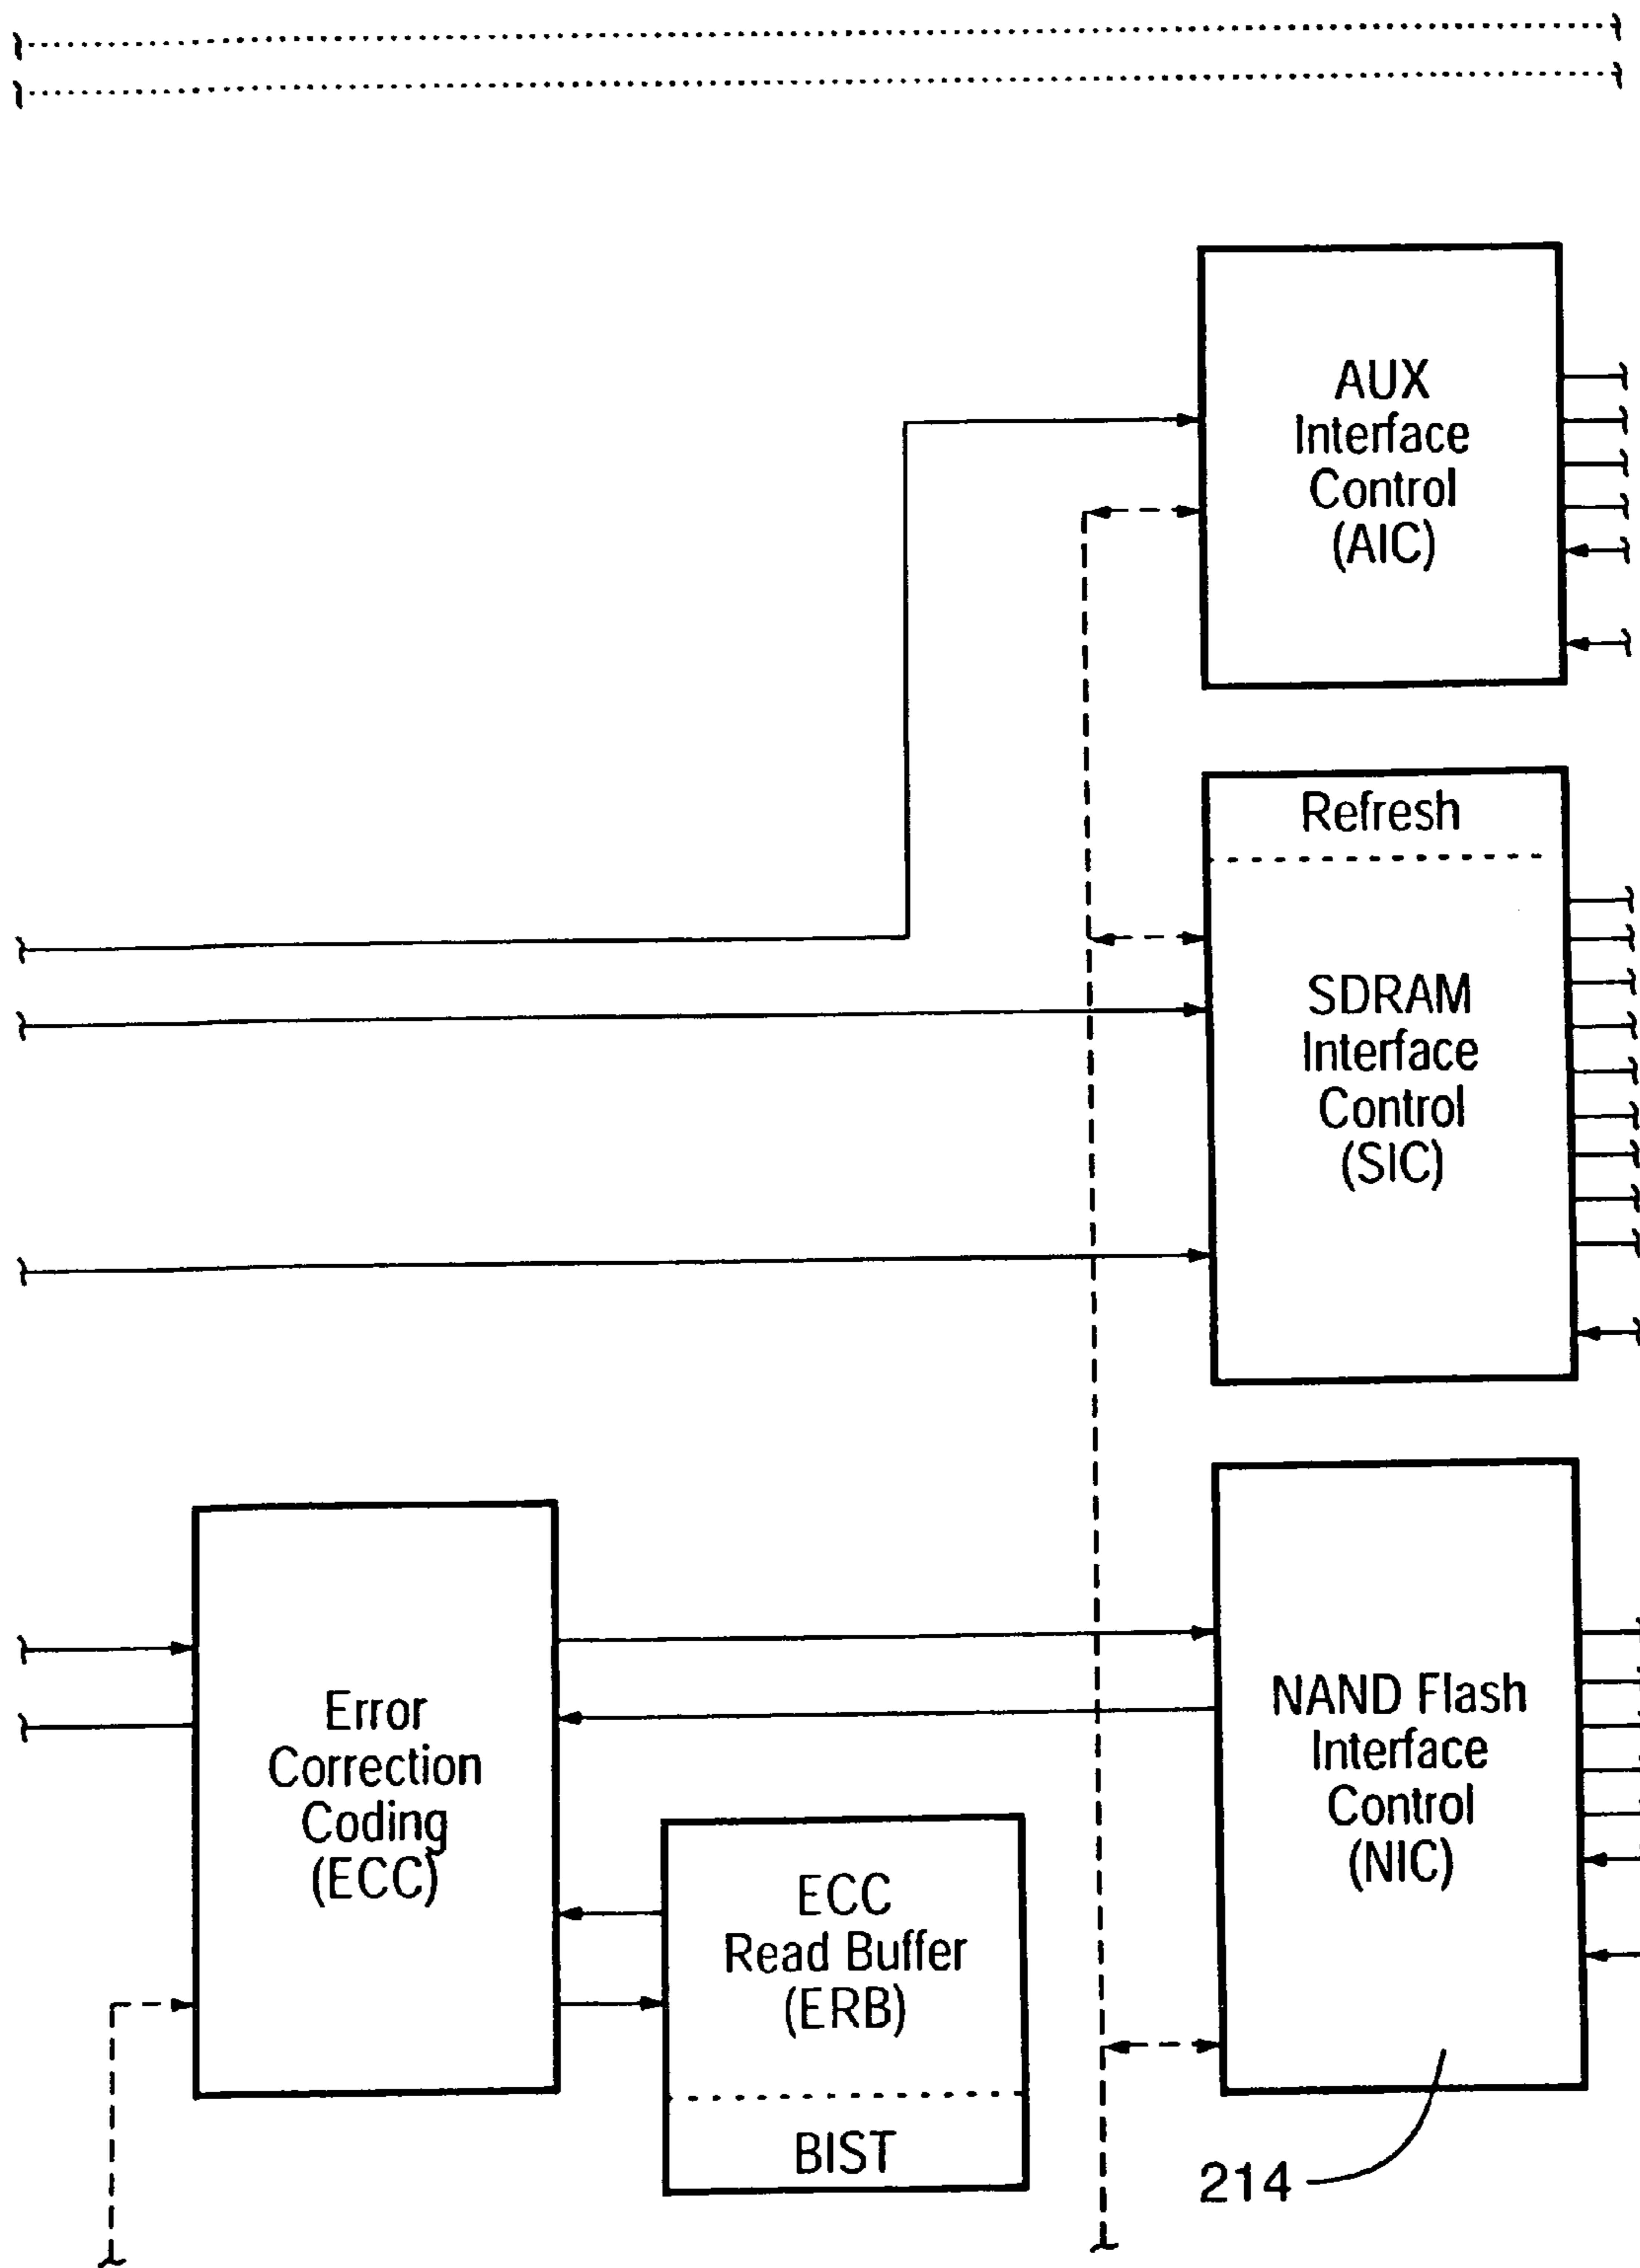 AUX
Interface
Control
(AIC)
Refresh
SDRAM
Interface
Control
(SIC)
Error
Correction
Coding
(ECC)
ECC
Read Buffer
(ERB)
BIST
NAND Flash
Interface
Control
(NIC)
214